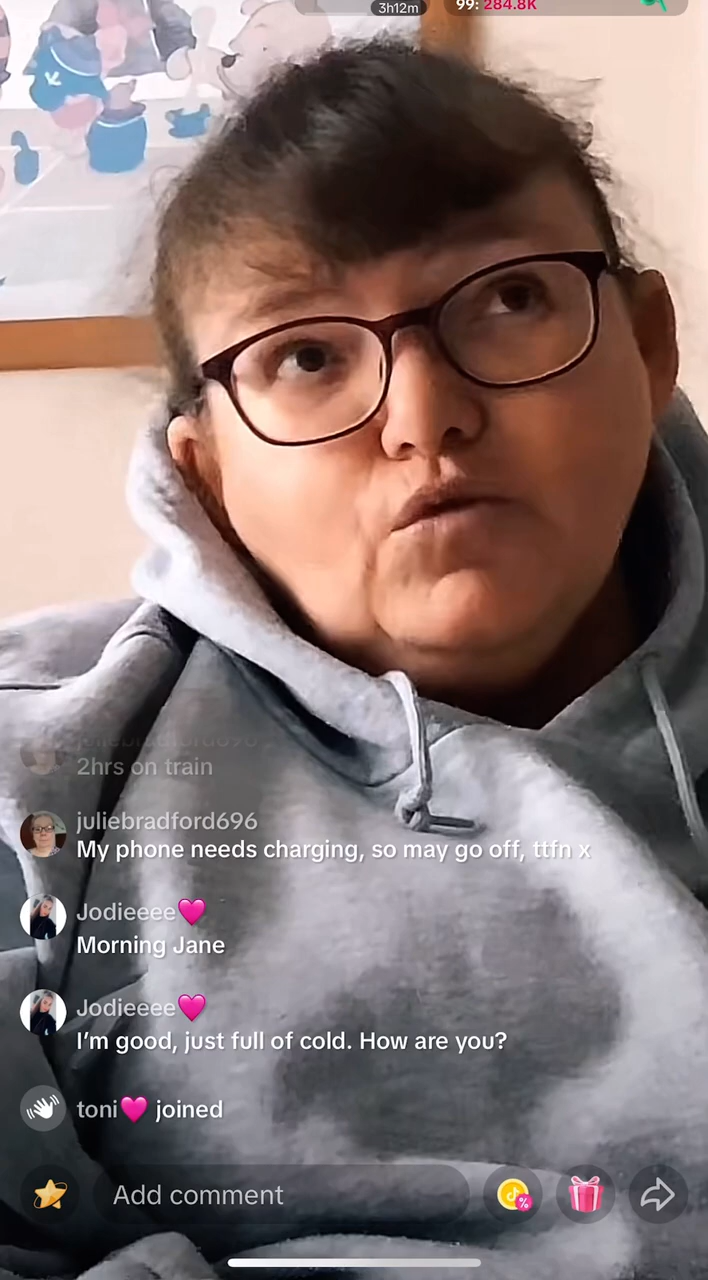 3h12m
99: 284.8K
juliebradford696
2hrs on train
juliebradford696
My phone needs charging, so may go off, ttfn x
Jodieeee🩷
Morning Jane
Jodieeee🩷
I'm good, just full of cold. How are you?
toni🩷 joined
Add comment